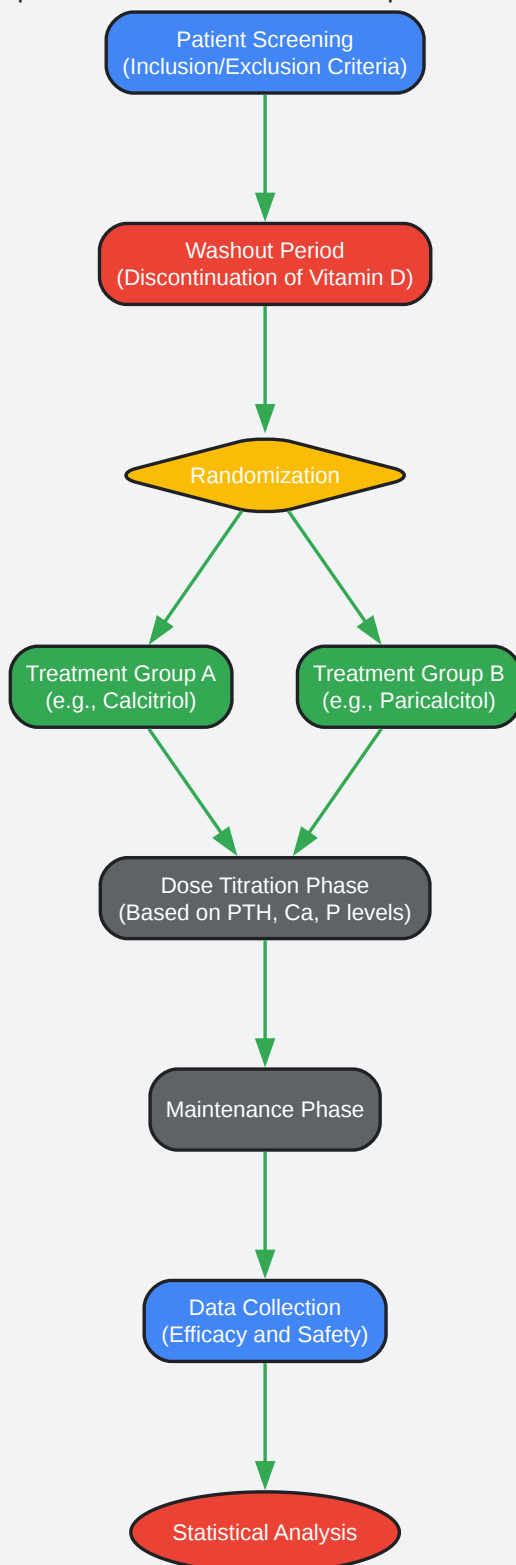 Patient Screening
(Inclusion/Exclusion Criteria)
Washout Period
(Discontinuation of Vitamin D)
Randomization
Treatment Group A
(e.g., Calcitriol)
Treatment Group B
(e.g., Paricalcitol)
Dose Titration Phase
(Based on PTH, Ca, P levels)
Maintenance Phase
Data Collection
(Efficacy and Safety)
Statistical Analysis